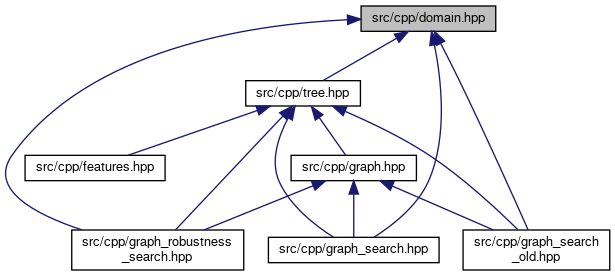 src/cpp/domain.hpp
src/cpp/tree.hpp
src/cpp/features.hpp
src/cpp/graph.hpp
src/cpp/graph_robustness
_search.hpp
src/cpp/graph_search.hpp
src/cpp/graph_search
_old.hpp